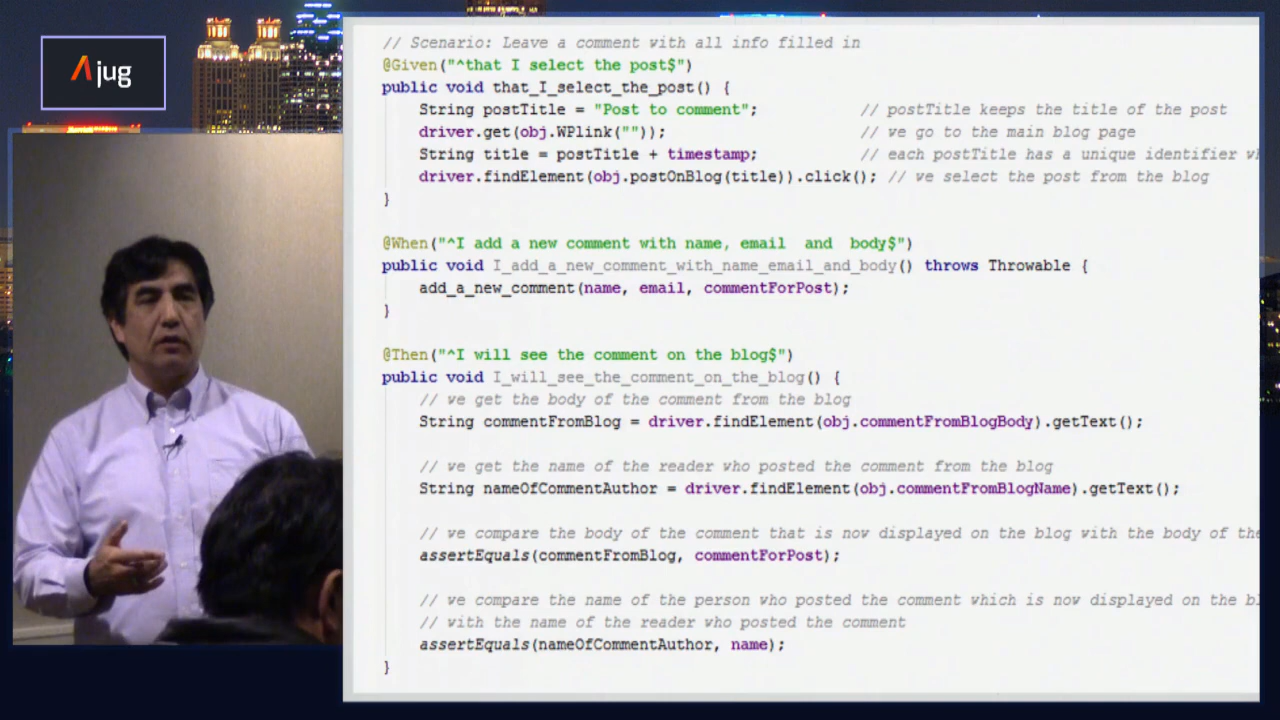 jug
// Scenario: Leave a comment with all info filled in
@Given("^that I select the post$")
public void that_I_select_the_post() {
String postTitle = "Post to comment"; // postTitle keeps the title of the post
driver.get(obj.WPlink("")); // we go to the main blog page
String title = postTitle + timestamp; // each postTitle has a unique identifier
driver.findElement(obj.postOnBlog(title)).click(); // we select the post from the blog
}
@When("^I add a new comment with name, email  and  body$")
public void I_add_a_new_comment_with_name_email_and_body() throws Throwable {
add_a_new_comment(name, email, commentForPost);
}
@Then("^I will see the comment on the blog$")
public void I_will_see_the_comment_on_the_blog() {
// we get the body of the comment from the blog
String commentFromBlog = driver.findElement(obj.commentFromBlogBody).getText();
// we get the name of the reader who posted the comment from the blog
String nameOfCommentAuthor = driver.findElement(obj.commentFromBlogName).getText();
// we compare the body of the comment that is now displayed on the blog with the body of the
assertEquals(commentFromBlog, commentForPost);
// we compare the name of the person who posted the comment which is now displayed on the
// with the name of the reader who posted the comment
assertEquals(nameOfCommentAuthor, name);
}